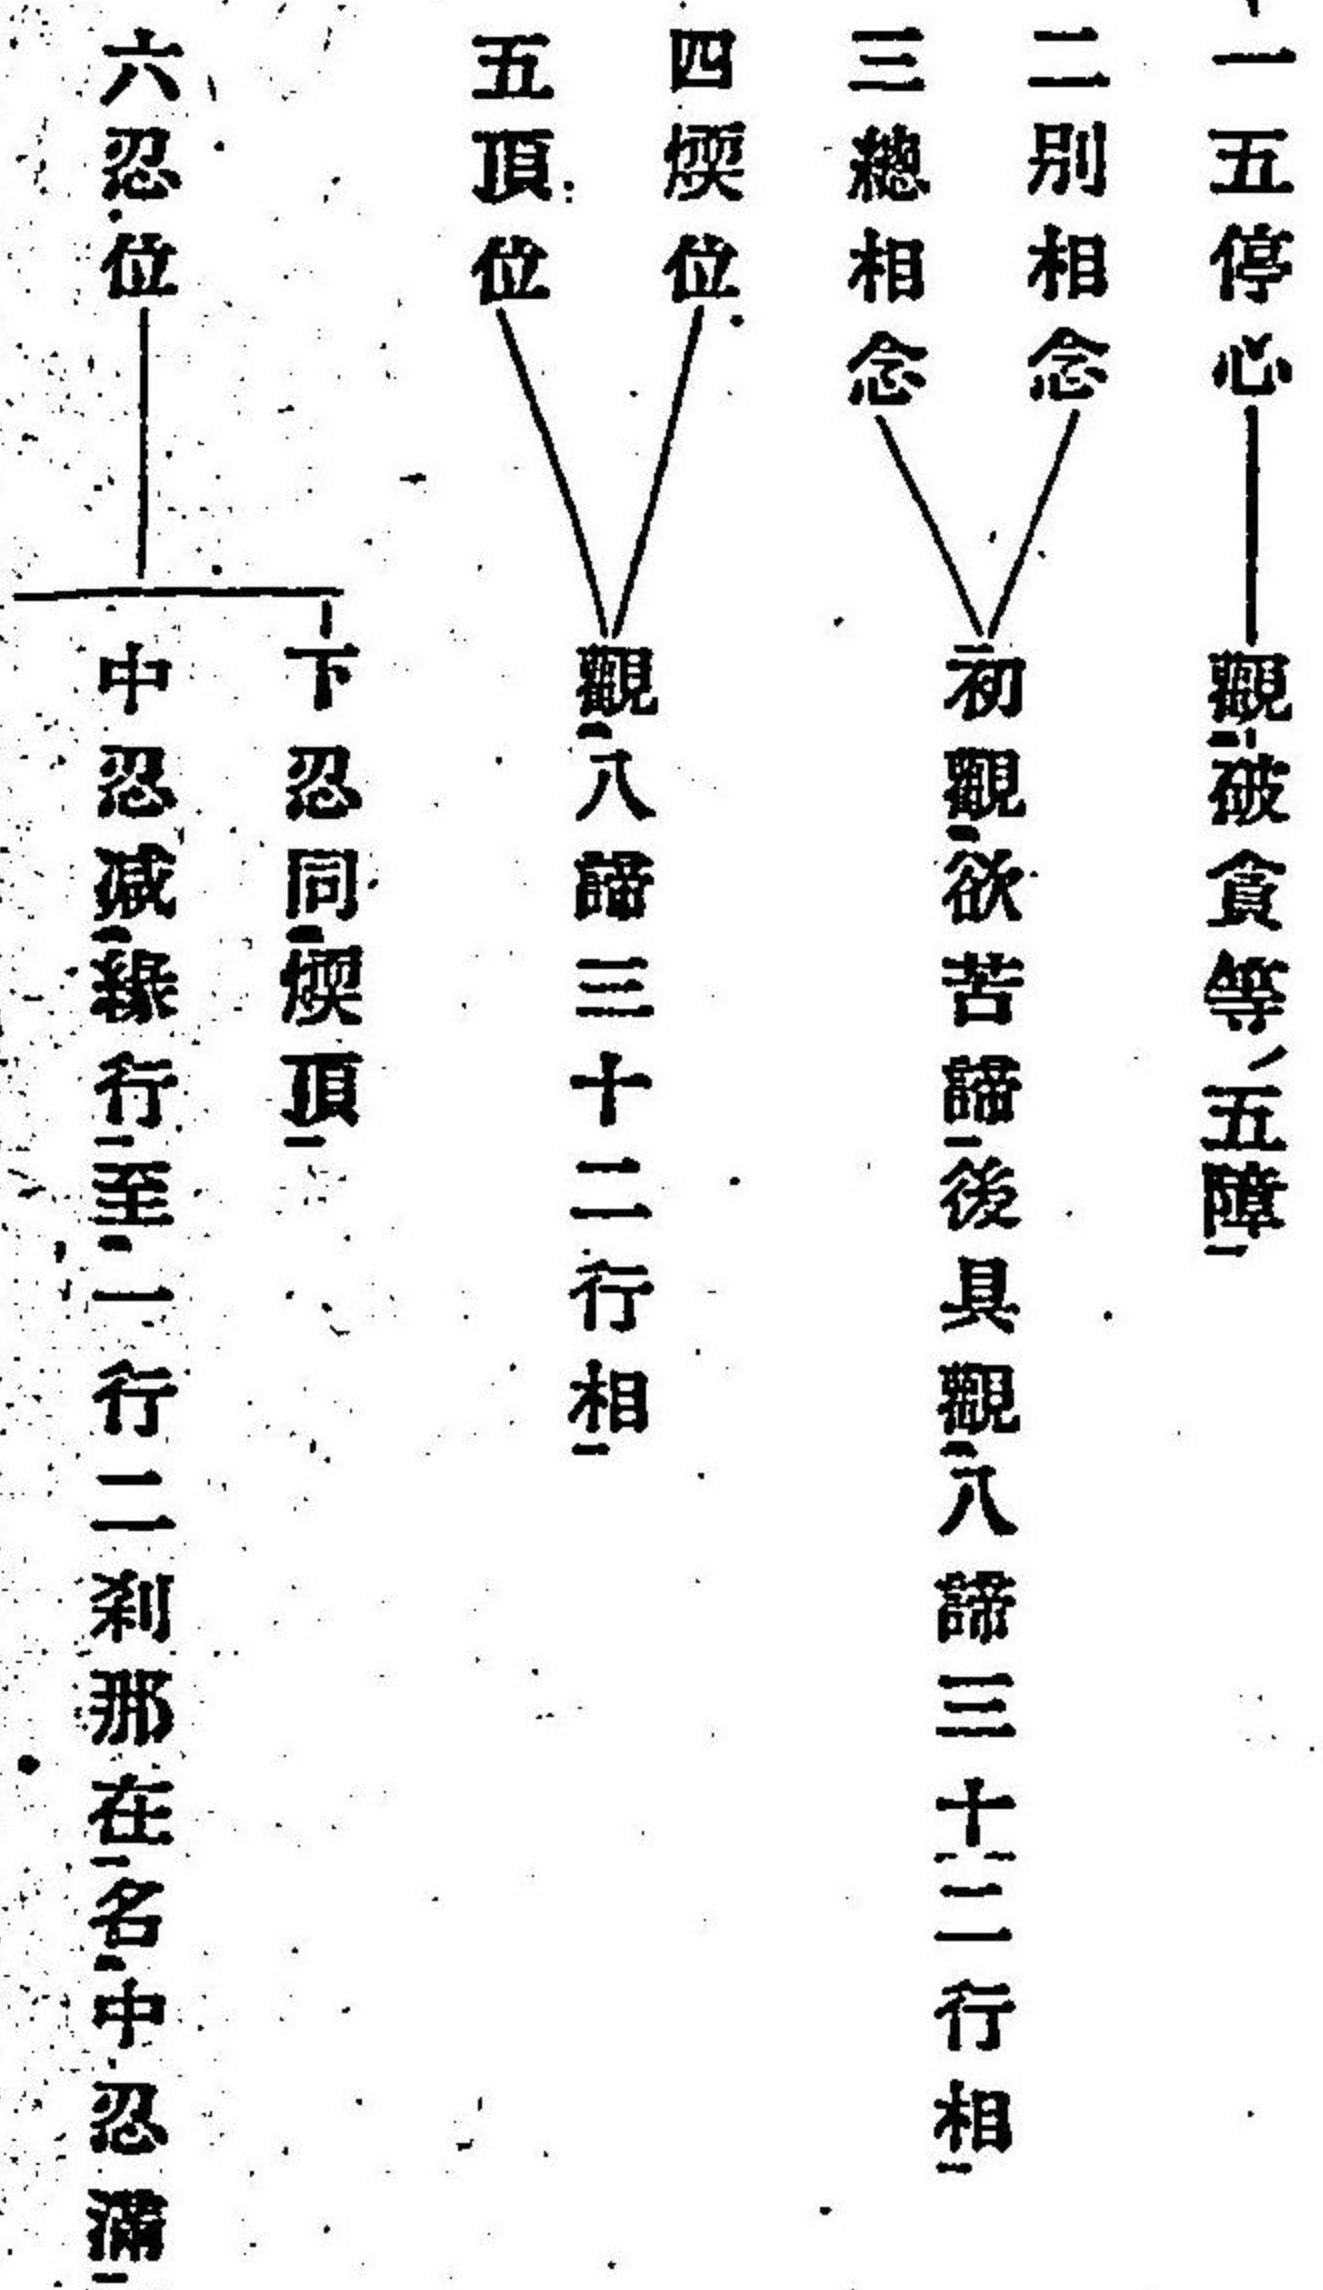 一五停心
觀破貪等ノ五障
二別相念
三總相念
初觀欲苦諦後具觀八諦三十二行相
四煗位
五頂位
觀八諦三十二行相
六忍位
下忍同煗頂
中忍减緣行至一行二刹那在名中忍滿